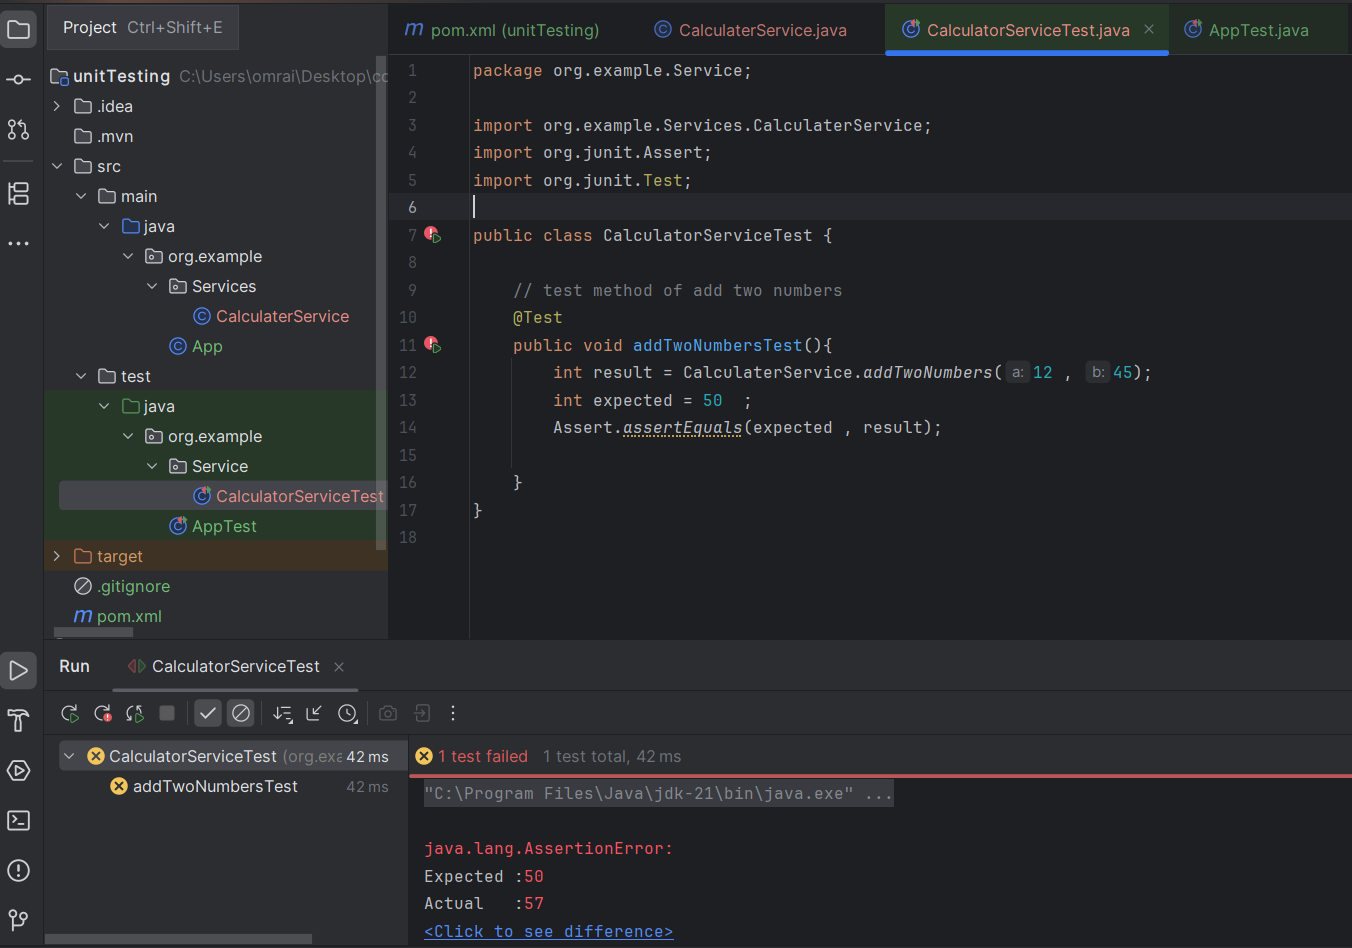 Project Ctrl+Shift+E
pom.xml (unitTesting)
CalculaterService.java
CalculatorServiceTest.java
AppTest.java
unitTesting C:\Users\omrai\Desktop\
.idea
.mvn
src
main
java
org.example
Services
CalculaterService
App
test
java
org.example
Service
CalculatorServiceTest
AppTest
target
.gitignore
pom.xml
1 package org.example.Service;
2
3 import org.example.Services.CalculaterService;
4 import org.junit.Assert;
5 import org.junit.Test;
6
7 public class CalculatorServiceTest {
8
9 // test method of add two numbers
10 @Test
11 public void addTwoNumbersTest(){
12 int result = CalculaterService.addTwoNumbers( a: 12 , b: 45);
13 int expected = 50 ;
14 Assert.assertEquals(expected , result);
15
16 }
17 }
18
Run CalculatorServiceTest
CalculatorServiceTest (org.exa 42 ms
addTwoNumbersTest 42 ms
1 test failed 1 test total, 42 ms
"C:\Program Files\Java\jdk-21\bin\java.exe" ...
java.lang.AssertionError:
Expected :50
Actual :57
<Click to see difference>